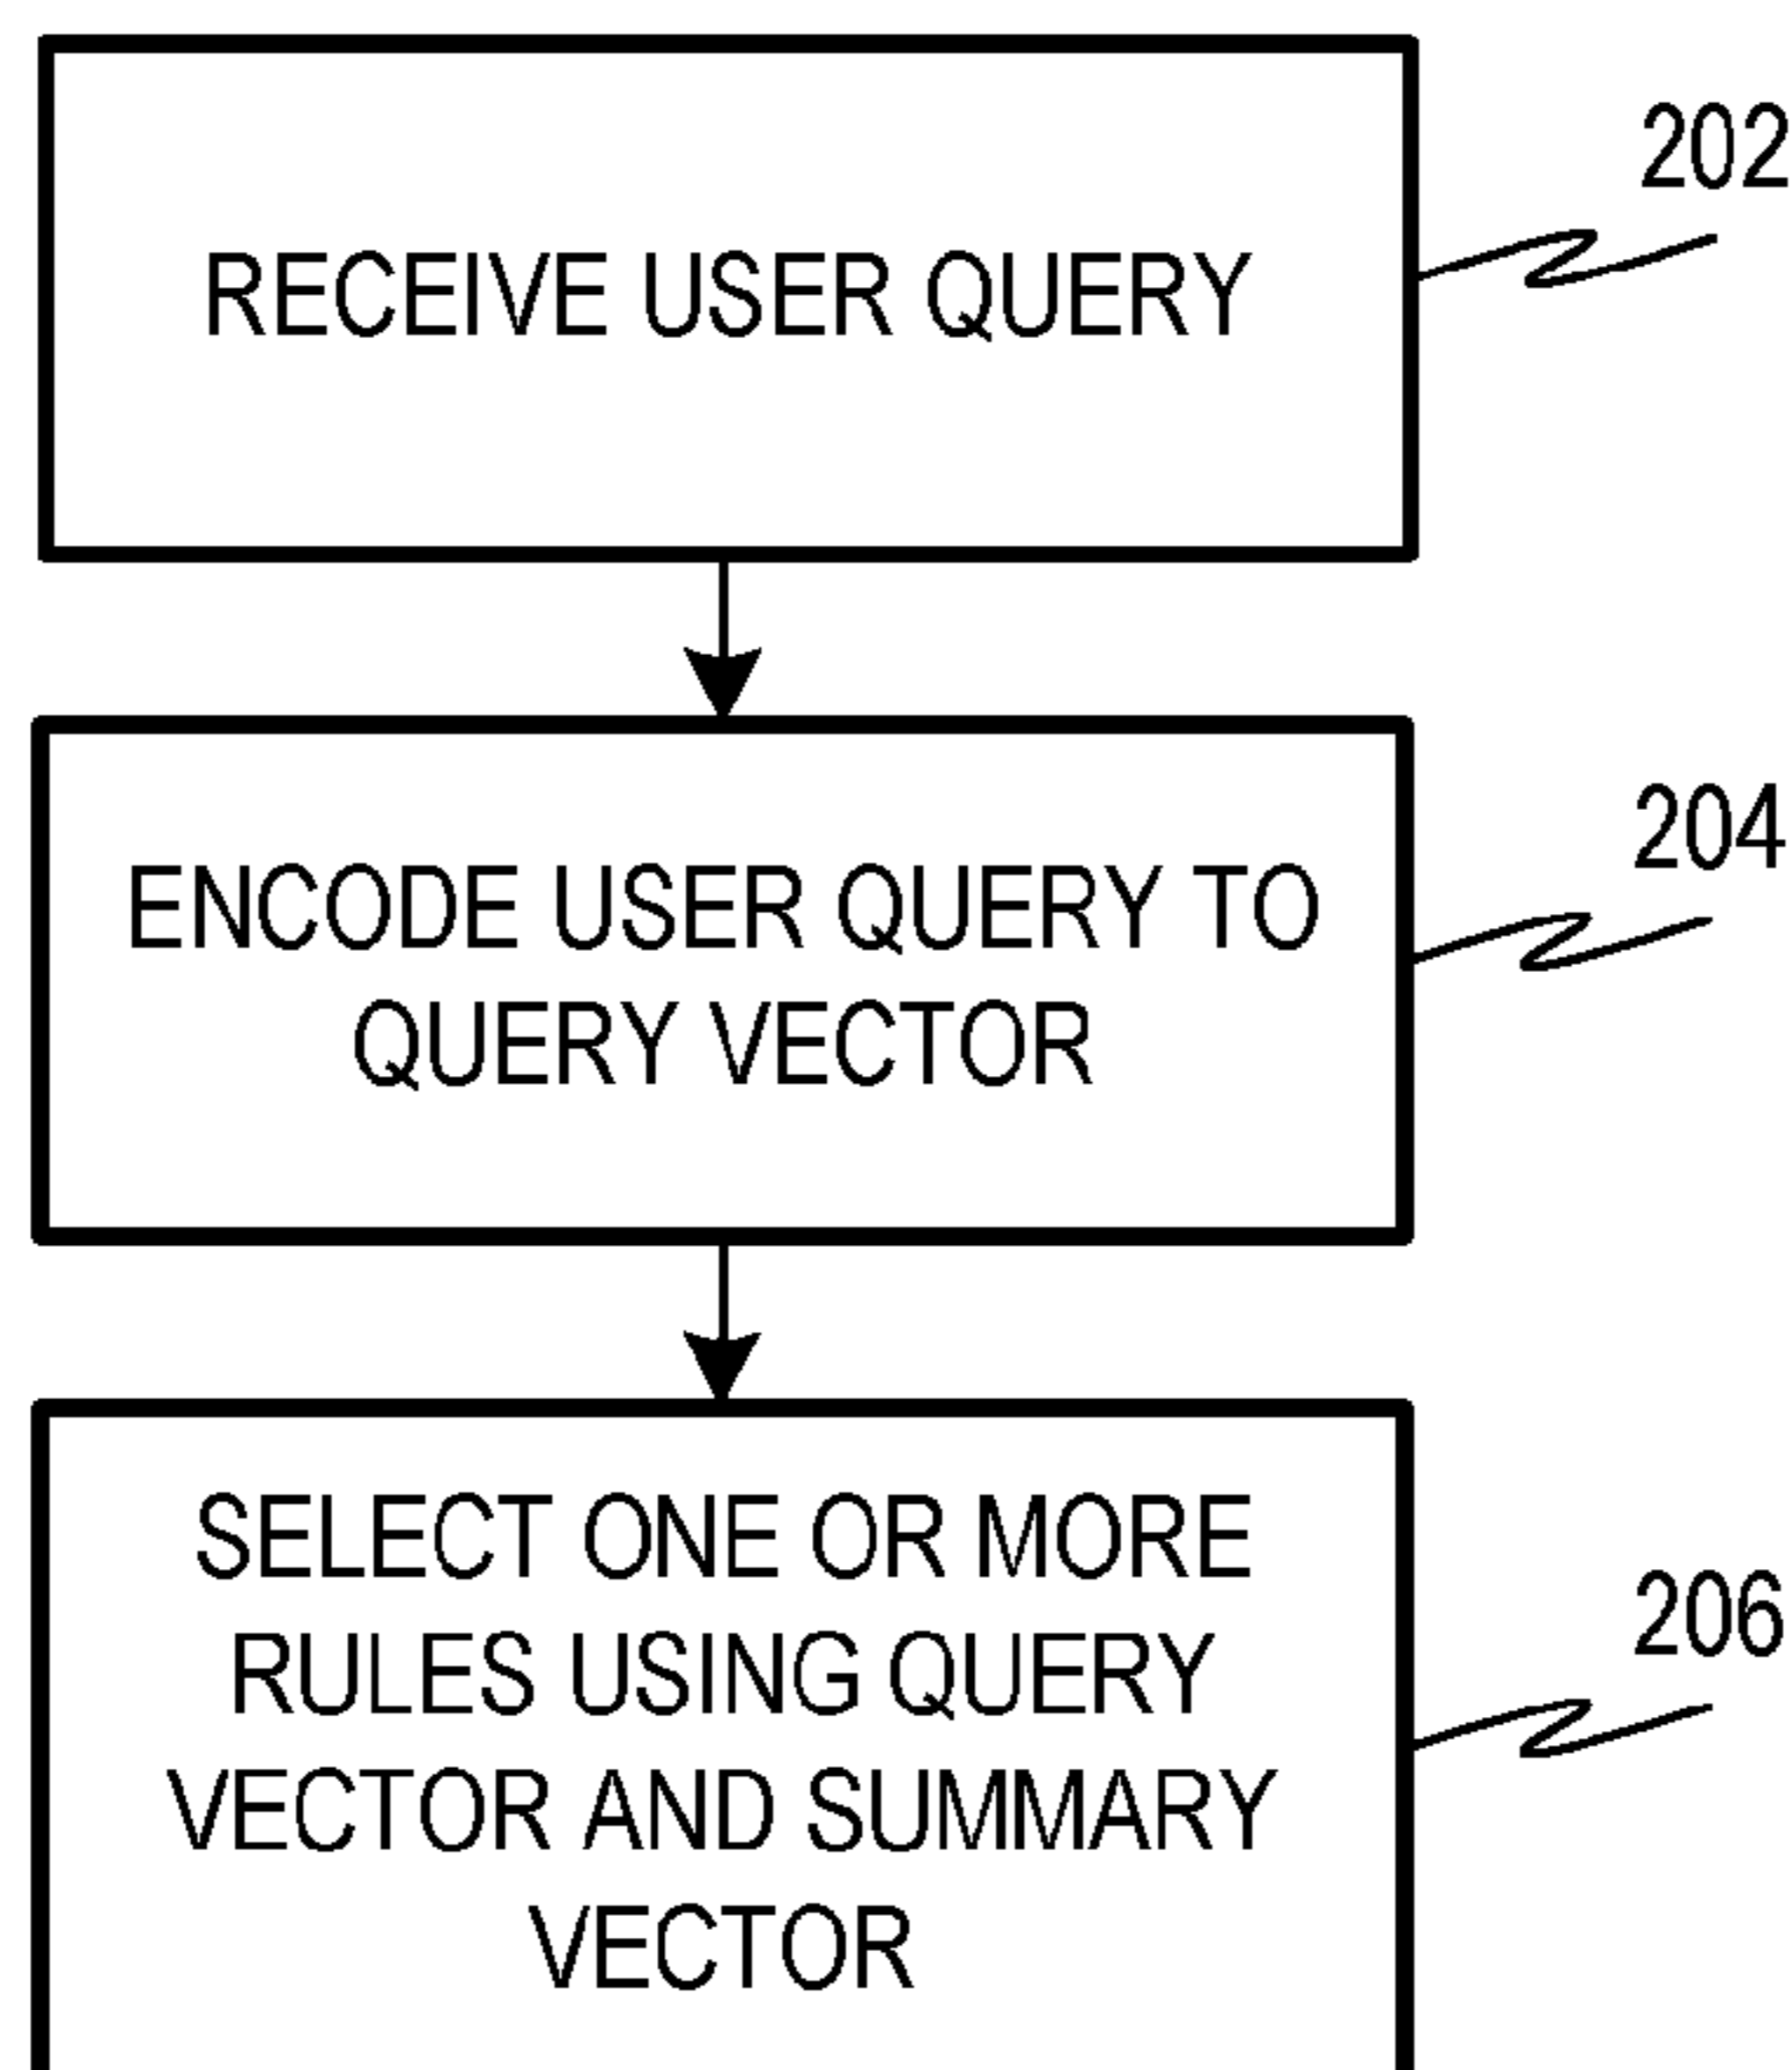 RECEIVE USER QUERY
202
ENCODE USER QUERY TO
QUERY VECTOR
204
SELECT ONE OR MORE
RULES USING QUERY
VECTOR AND SUMMARY
VECTOR
206